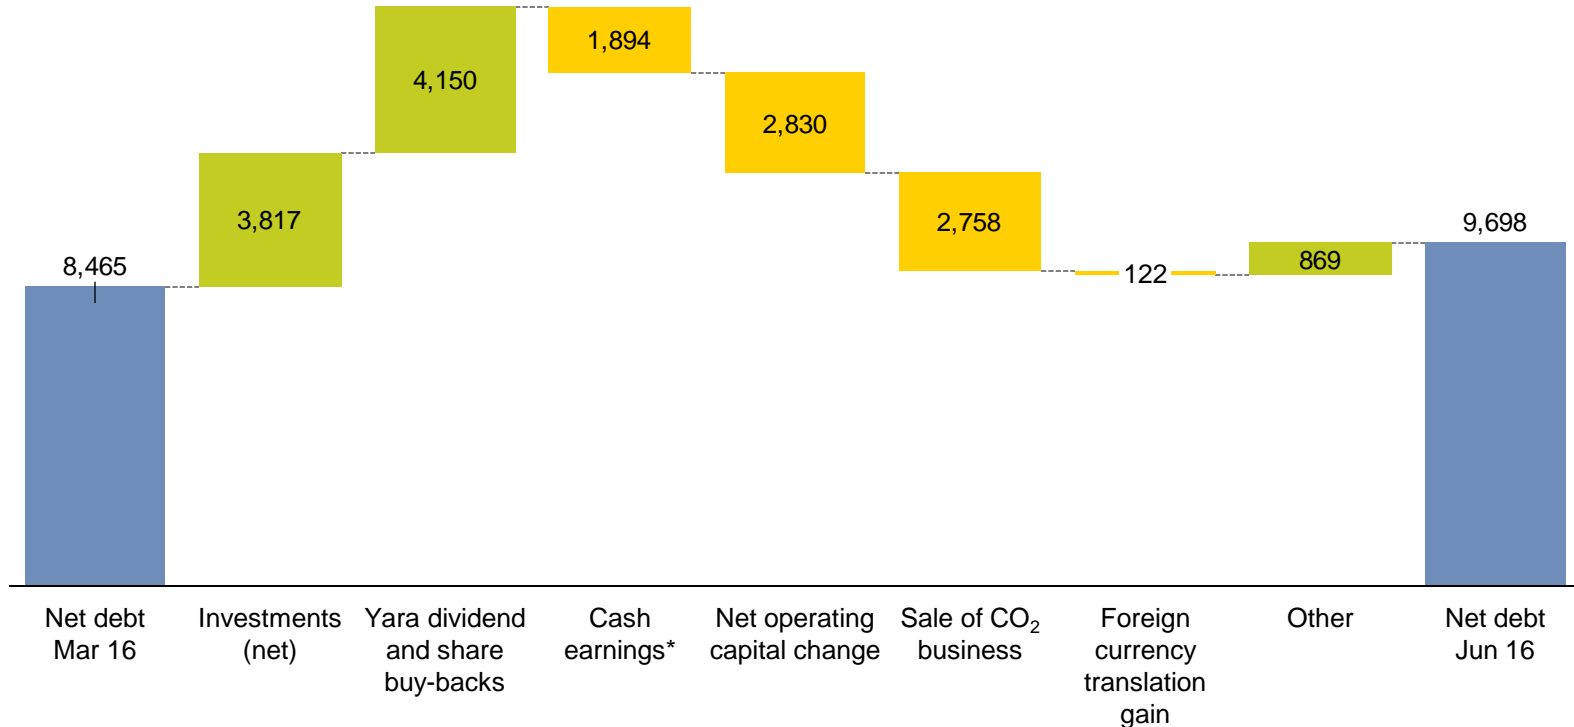 4,150
1,894
2,830
3,817
2,758
8,465
122
869
9,698
Net debt
Mar 16
Investments
(net)
Yara dividend
and share
buy-backs
Cash
earnings*
Net operating
capital change
Sale of CO₂
business
Foreign
currency
translation
gain
Other
Net debt
Jun 16